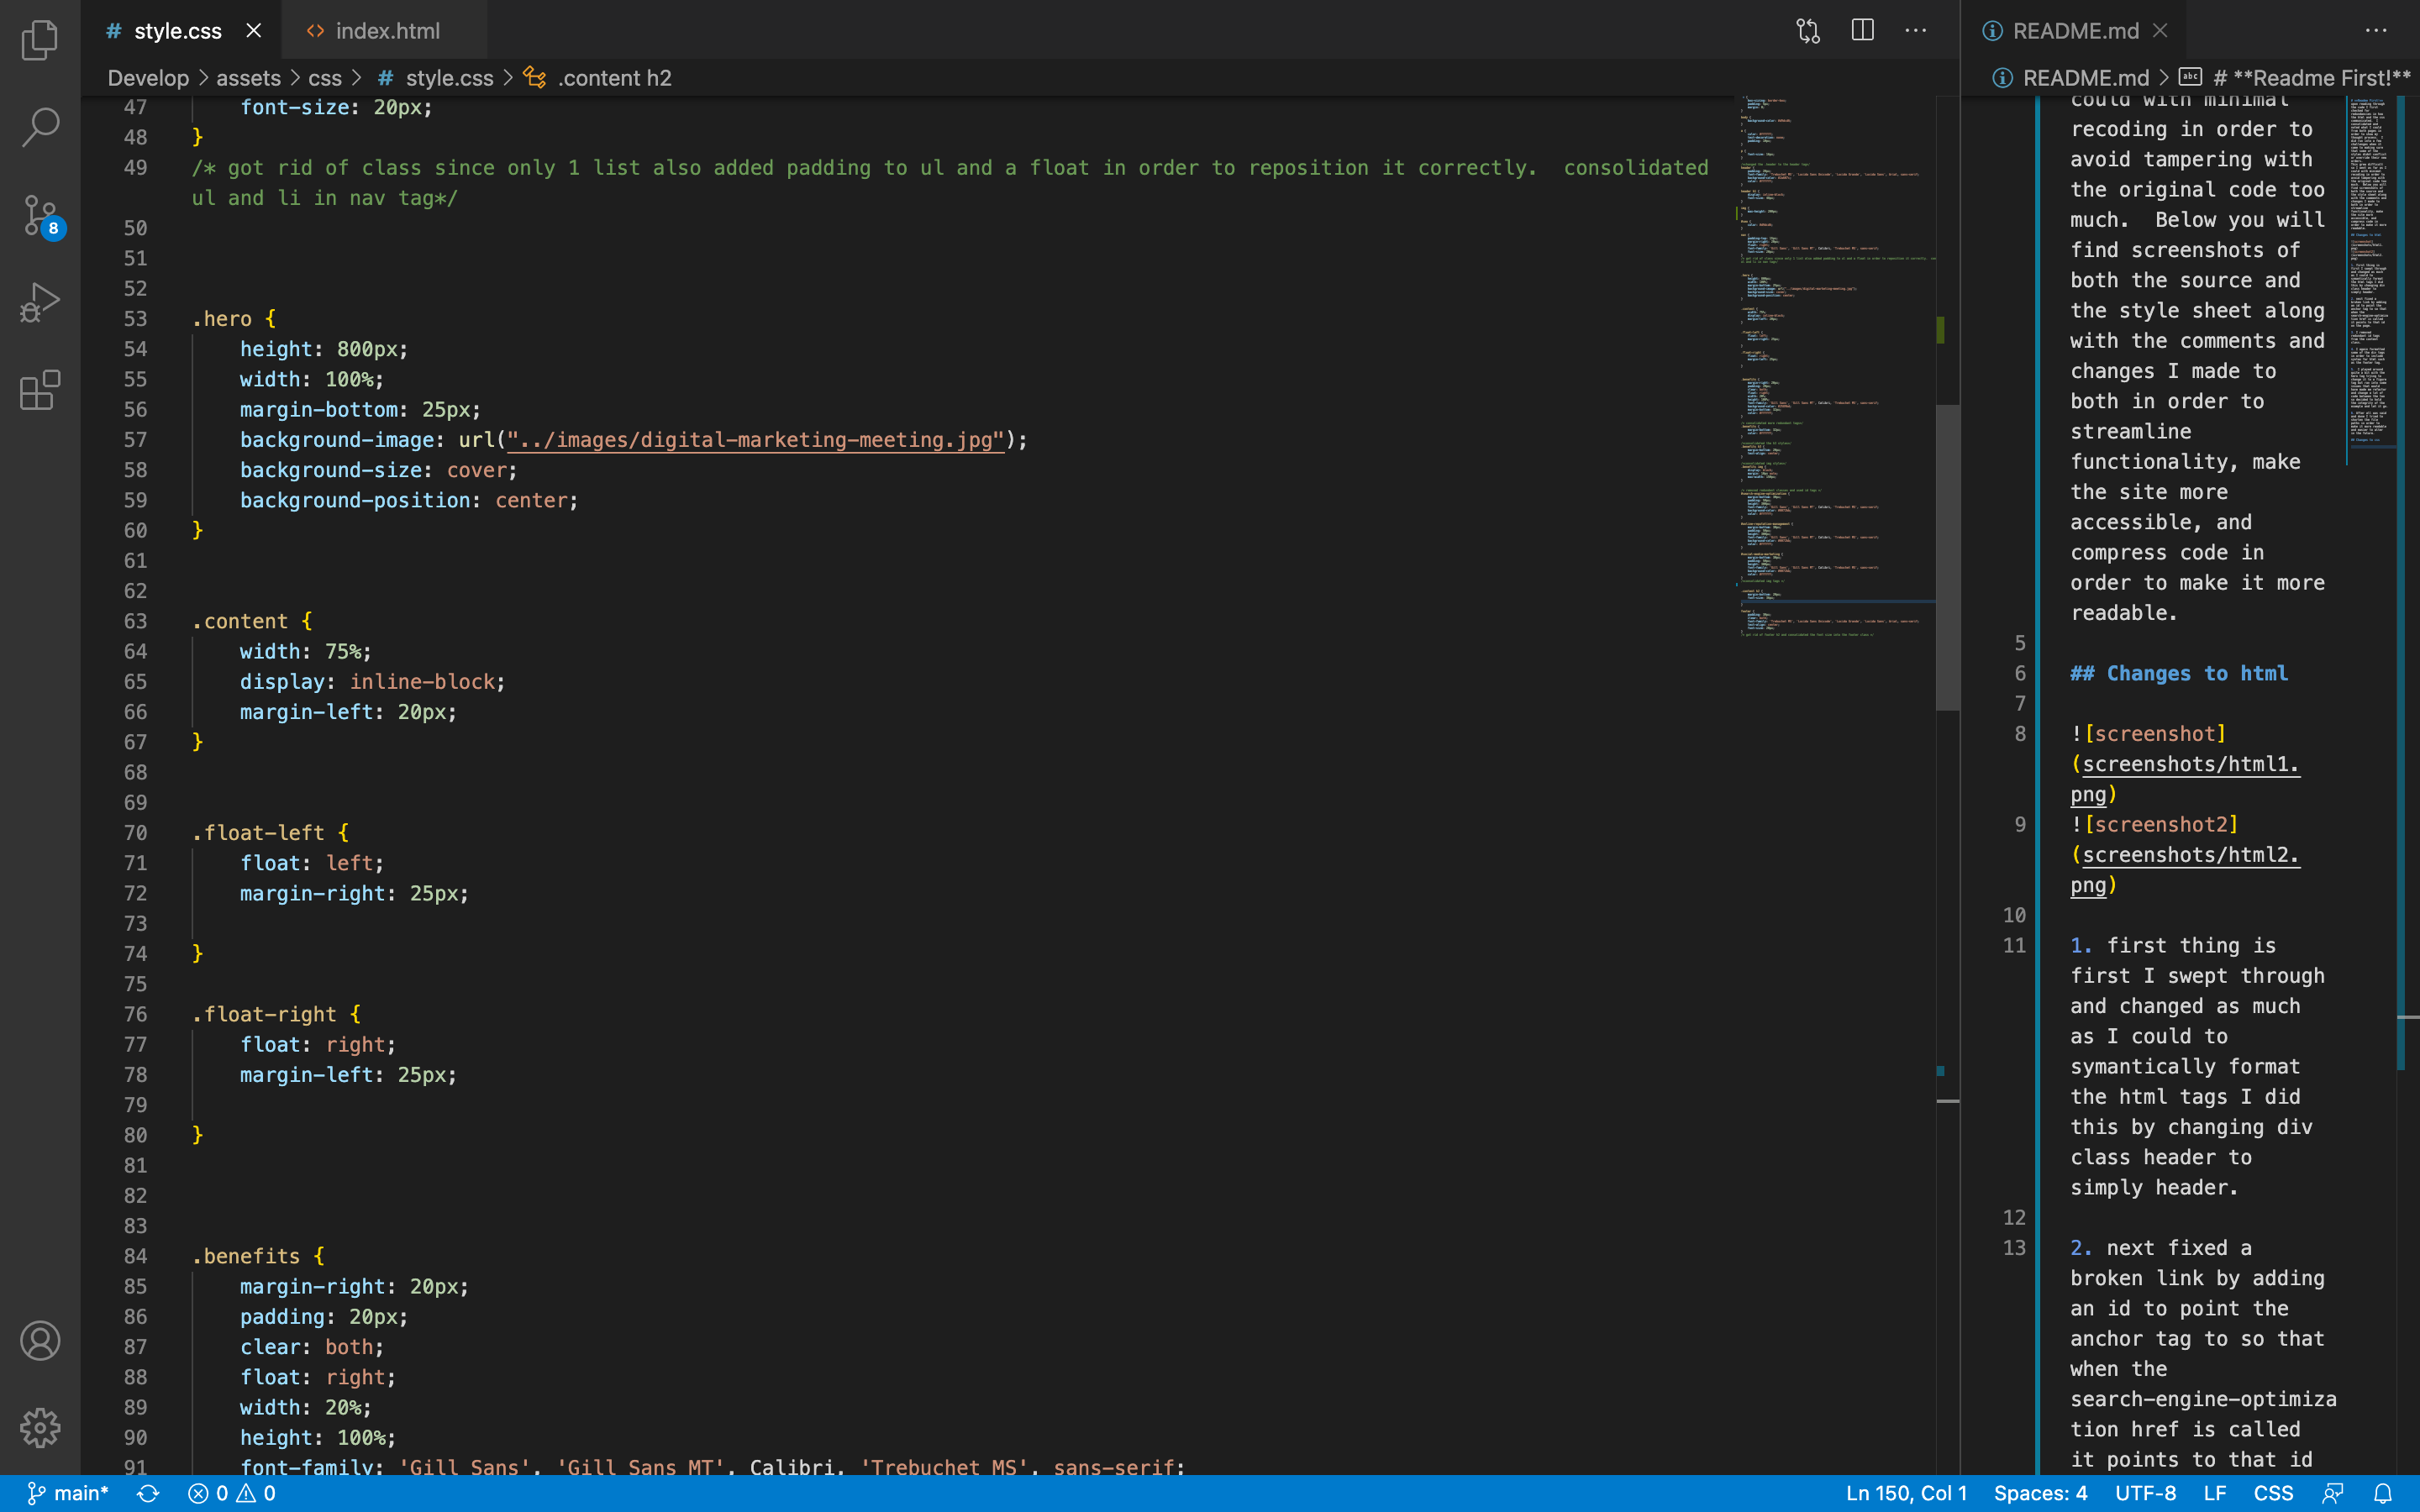 # style.css
<> index.html
Develop > assets > css > # style.css > .content h2
47 font-size: 20px;
48 }
49 /* got rid of class since only 1 list also added padding to ul and a float in order to reposition it correctly.  consolidated
ul and li in nav tag*/
50
51
52
53 .hero {
54 height: 800px;
55 width: 100%;
56 margin-bottom: 25px;
57 background-image: url("../images/digital-marketing-meeting.jpg");
58 background-size: cover;
59 background-position: center;
60 }
61
62
63 .content {
64 width: 75%;
65 display: inline-block;
66 margin-left: 20px;
67 }
68
69
70 .float-left {
71 float: left;
72 margin-right: 25px;
73
74 }
75
76 .float-right {
77 float: right;
78 margin-left: 25px;
79
80 }
81
82
83
84 .benefits {
85 margin-right: 20px;
86 padding: 20px;
87 clear: both;
88 float: right;
89 width: 20%;
90 height: 100%;
91 font-family: 'Gill Sans', 'Gill Sans MT', Calibri, 'Trebuchet MS', sans-serif;
README.md
README.md > # **Readme First!**
could with minimal
recoding in order to
avoid tampering with
the original code too
much.  Below you will
find screenshots of
both the source and
the style sheet along
with the comments and
changes I made to
both in order to
streamline
functionality, make
the site more
accessible, and
compress code in
order to make it more
readable.
5
6 ## Changes to html
7
8 ![screenshot]
(screenshots/html1.
png)
9 ![screenshot2]
(screenshots/html2.
png)
10
11 1. first thing is
first I swept through
and changed as much
as I could to
symantically format
the html tags I did
this by changing div
class header to
simply header.
12
13 2. next fixed a
broken link by adding
an id to point the
anchor tag to so that
when the
search-engine-optimiza
tion href is called
it points to that id
8
main* 0 0
Ln 150, Col 1 Spaces: 4 UTF-8 LF CSS